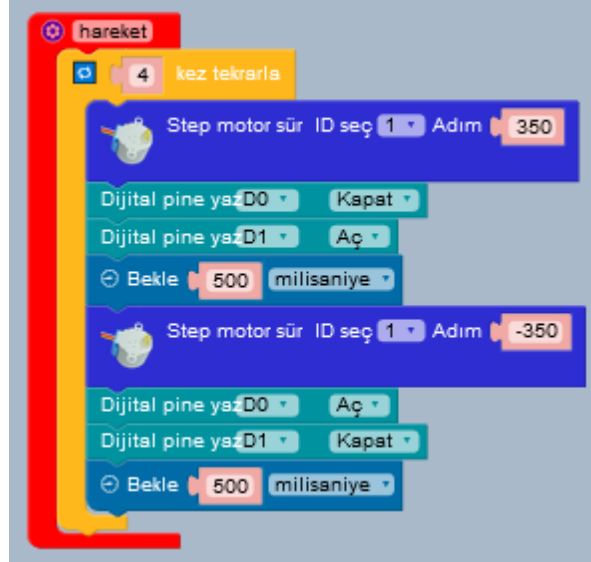 hareket
4 kez tekrarla
Step motor sür ID seç 1 Adım 350
Dijital pine yaz D0 Kapat
Dijital pine yaz D1 Aç
Bekle 500 milisaniye
Step motor sür ID seç 1 Adım -350
Dijital pine yaz D0 Aç
Dijital pine yaz D1 Kapat
Bekle 500 milisaniye